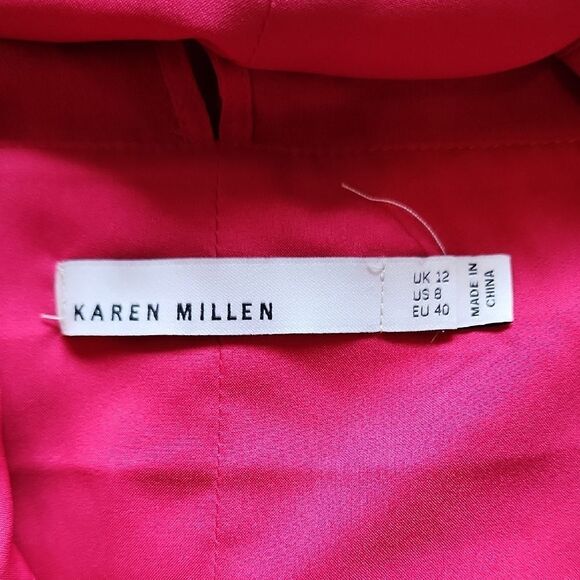 KAREN MILLEN
UK 12
US 8
EU 40
MADE IN
CHINA